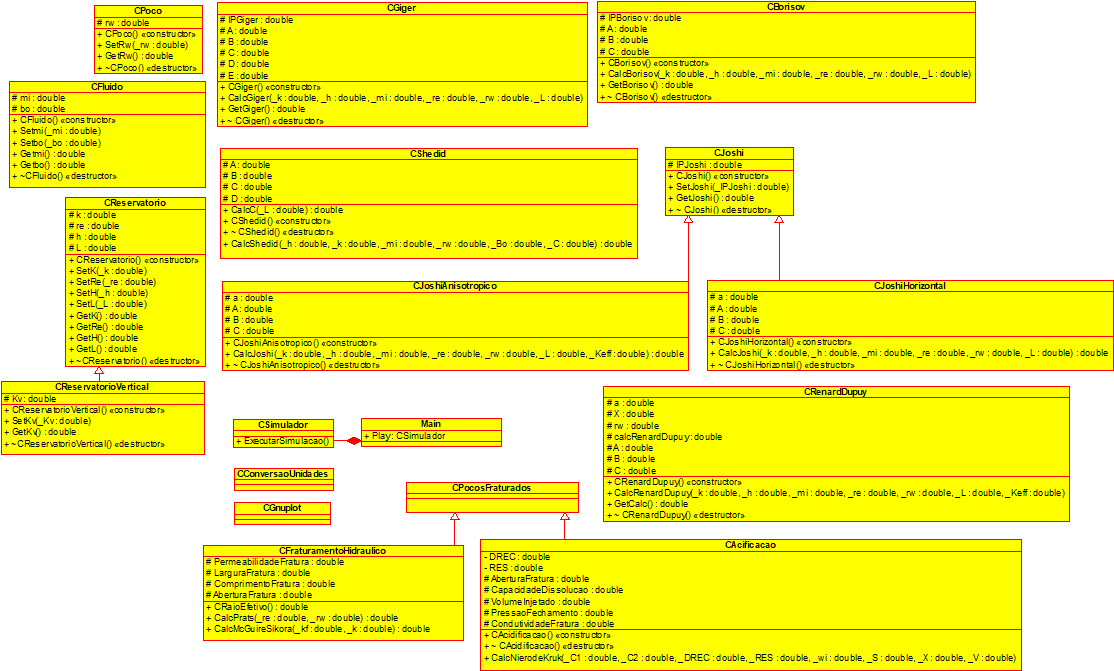 CPoco
# rw : double
+ CPoco() «constructor»
+ SetRw(_rw : double)
+ GetRw() : double
+ ~CPoco() «destructor»
CGiger
# IPGiger : double
# A : double
# B : double
# C : double
# D : double
# E : double
+ CGiger() «constructor»
+ CalcGiger(_k : double, _h : double, _mi : double, _re : double, _rw : double, _L : double)
+ GetGiger() : double
+ ~ CGiger() «destructor»
CBorisov
# IPBorisov : double
# A : double
# B : double
# C : double
+ CBorisov() «constructor»
+ CalcBorisov(_k : double, _h : double, _mi : double, _re : double, _rw : double, _L : double)
+ GetBorisov() : double
+ ~ CBorisov() «destructor»
CFluido
# mi : double
# bo : double
+ CFluido() «constructor»
+ Setmi(_mi : double)
+ Setbo(_bo : double)
+ Getmi() : double
+ Getbo() : double
+ ~CFluido() «destructor»
CShedid
# A : double
# B : double
# C : double
# D : double
+ CalcC(_L : double) : double
+ CShedid() «constructor»
+ ~ CShedid() «destructor»
+ CalcShedid(_h : double, _k : double, _mi : double, _rw : double, _Bo : double, _C : double) : double
CJoshi
# IPJoshi : double
+ CJoshi() «constructor»
+ SetJoshi(_IPJoshi : double)
+ GetJoshi() : double
+ ~ CJoshi() «destructor»
CReservatorio
# k : double
# re : double
# h : double
# L : double
+ CReservatorio() «constructor»
+ SetK(_k : double)
+ SetRe(_re : double)
+ SetH(_h : double)
+ SetL(_L : double)
+ GetK() : double
+ GetRe() : double
+ GetH() : double
+ GetL() : double
+ ~CReservatorio() «destructor»
CJoshiAnisotropico
# a : double
# A : double
# B : double
# C : double
+ CJoshiAnisotropico() «constructor»
+ CalcJoshi(_k : double, _h : double, _mi : double, _re : double, _rw : double, _L : double, _Keff : double) : double
+ ~ CJoshiAnisotropico() «destructor»
CJoshiHorizontal
# a : double
# A : double
# B : double
# C : double
+ CJoshiHorizontal() «constructor»
+ CalcJoshi(_k : double, _h : double, _mi : double, _re : double, _rw : double, _L : double) : double
+ ~ CJoshiHorizontal() «destructor»
CReservatorioVertical
# Kv : double
+ CReservatorioVertical() «constructor»
+ SetKv(_Kv : double)
+ GetKv() : double
+ ~CReservatorioVertical() «destructor»
CRenardDupuy
# a : double
# X : double
# rw : double
# calcRenardDupuy : double
# A : double
# B : double
# C : double
+ CRenardDupuy() «constructor»
+ CalcRenardDupuy(_k : double, _h : double, _mi : double, _re : double, _rw : double, _L : double, _Keff : double)
+ GetCalc() : double
+ ~ CRenardDupuy() «destructor»
CSimulador
+ ExecutarSimulacao()
Main
+ Play : CSimulador
CConversaoUnidades
CGnuplot
CPocosFraturados
CFraturamentoHidraulico
# PermeabilidadeFratura : double
# LarguraFratura : double
# ComprimentoFratura : double
# AberturaFratura : double
+ CRaioEfetivo() : double
+ CalcPrats(_re : double, _rw : double) : double
+ CalcMcGuireSikora(_kf : double, _k : double) : double
CAcificacao
- DREC : double
- RES : double
# AberturaFratura : double
# CapacidadeDissolucao : double
# VolumeInjetado : double
# PressaoFechamento : double
# CondutividadeFratura : double
+ CAcidificacao() «constructor»
+ ~ CAcidificacao() «destructor»
+ CalcNierodeKruk(_C1 : double, _C2 : double, _DREC : double, _RES : double, _wi : double, _S : double, _X : double, _V : double)